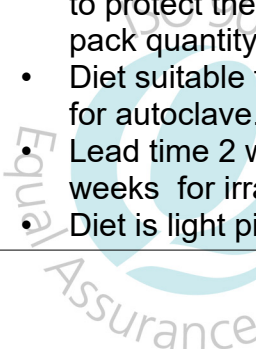 to protect the
pack quantity
• Diet suitable
for autoclave.
• Lead time 2 w
weeks for irra
• Diet is light pi
Equal
Assurance